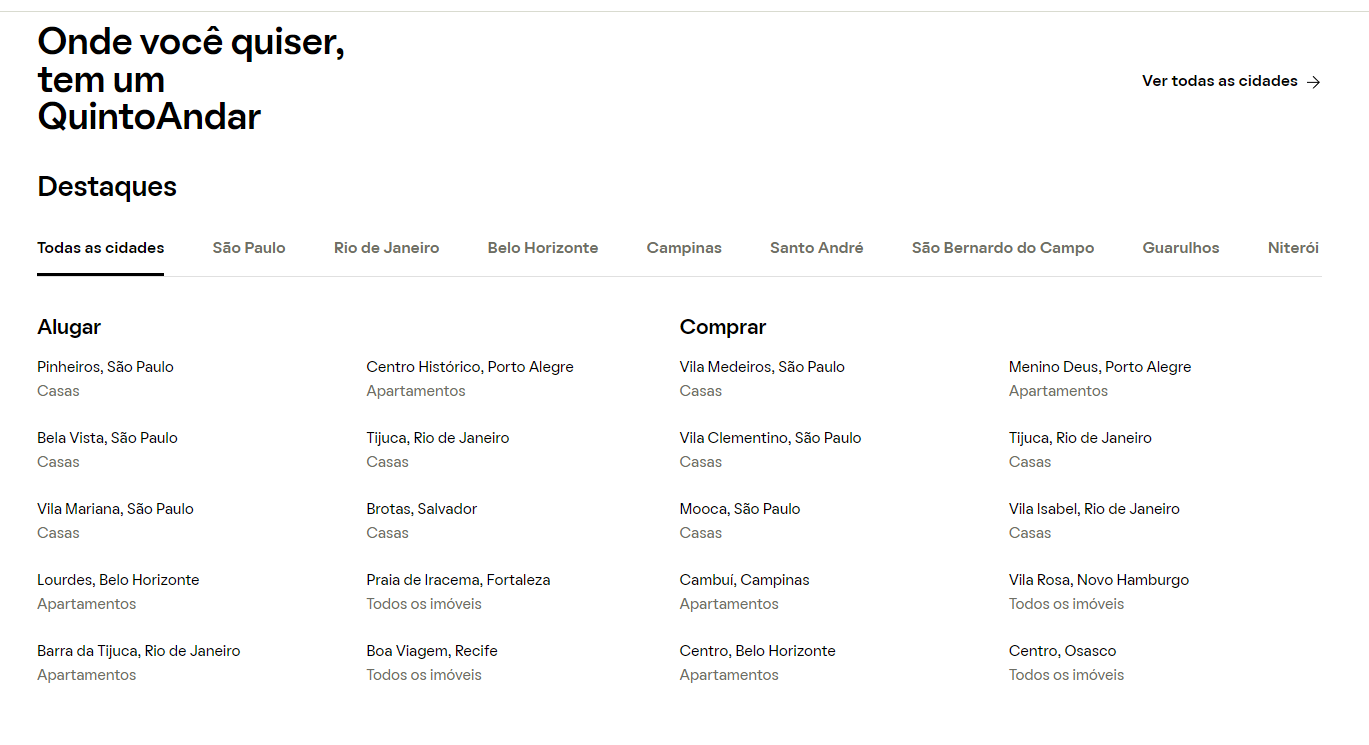 Onde você quiser,
tem um
QuintoAndar
Ver todas as cidades
Destaques
Todas as cidades
São Paulo
Rio de Janeiro
Belo Horizonte
Campinas
Santo André
São Bernardo do Campo
Guarulhos
Niterói
Alugar
Pinheiros, São Paulo
Casas
Bela Vista, São Paulo
Casas
Vila Mariana, São Paulo
Casas
Lourdes, Belo Horizonte
Apartamentos
Barra da Tijuca, Rio de Janeiro
Apartamentos
Centro Histórico, Porto Alegre
Apartamentos
Tijuca, Rio de Janeiro
Casas
Brotas, Salvador
Casas
Praia de Iracema, Fortaleza
Todos os imóveis
Boa Viagem, Recife
Todos os imóveis
Comprar
Vila Medeiros, São Paulo
Casas
Vila Clementino, São Paulo
Casas
Mooca, São Paulo
Casas
Cambuí, Campinas
Apartamentos
Centro, Belo Horizonte
Apartamentos
Menino Deus, Porto Alegre
Apartamentos
Tijuca, Rio de Janeiro
Casas
Vila Isabel, Rio de Janeiro
Casas
Vila Rosa, Novo Hamburgo
Todos os imóveis
Centro, Osasco
Todos os imóveis